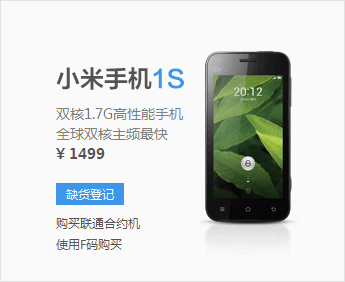 小米手机1S
双核1.7G高性能手机
全球双核主频最快
¥ 1499
缺货登记
购买联通合约机
使用F码购买
20:12